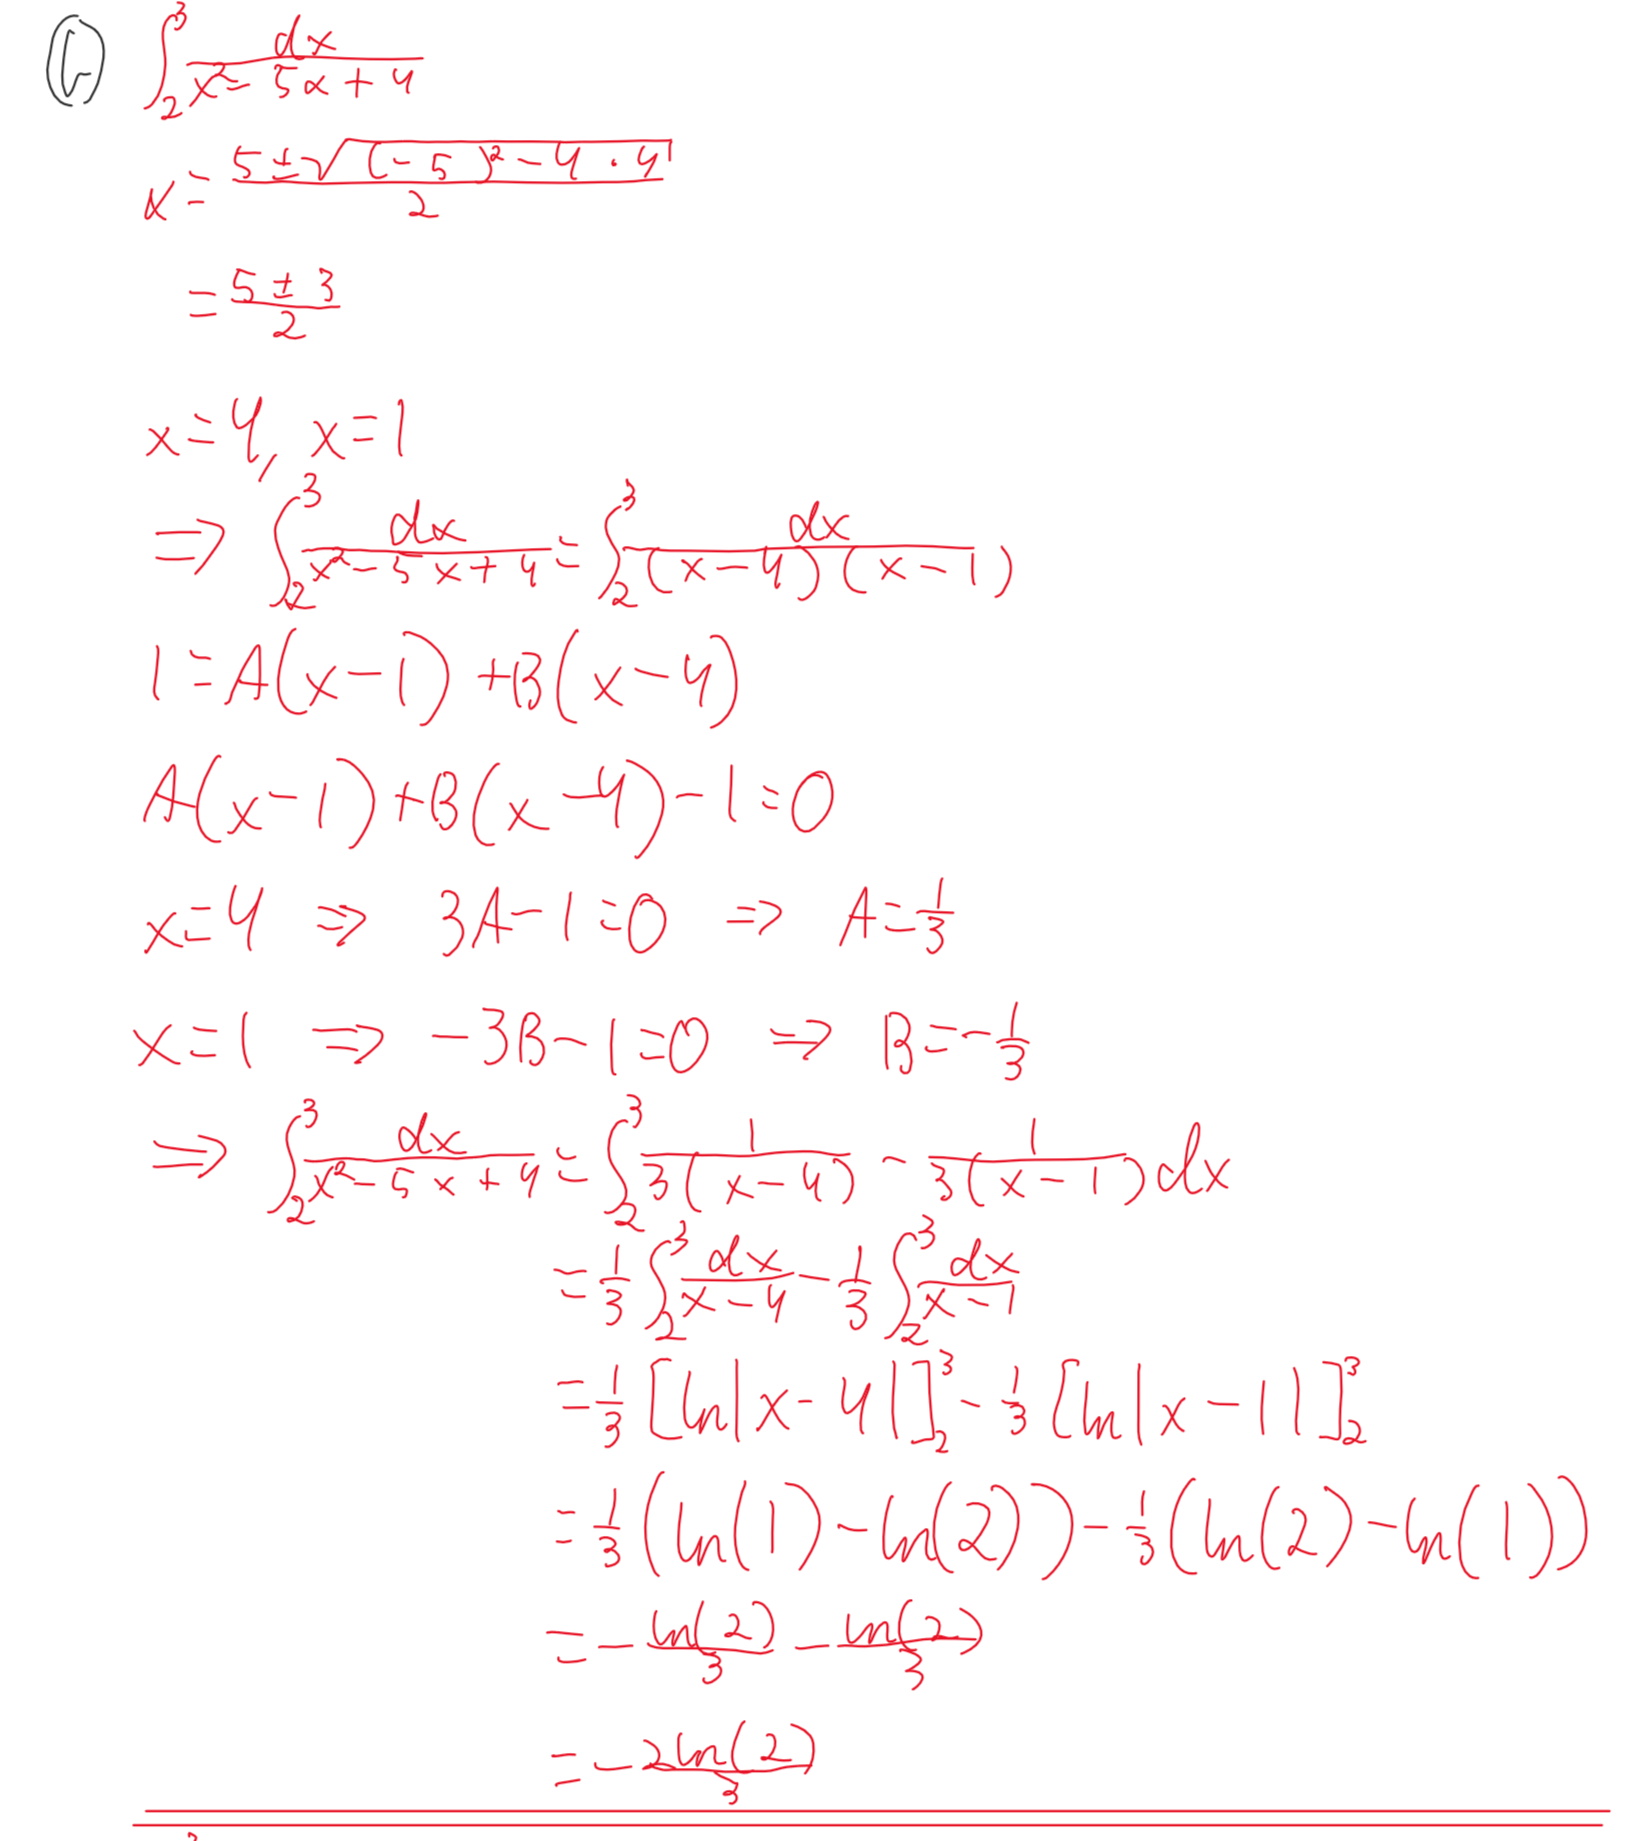 b) ∫₂³ dx/(x² - 5x + 4)
x = (5 ± √((-5)² - 4 · 4))/2
= (5 ± 3)/2
x = 4, x = 1
⇒ ∫₂³ dx/(x² - 5x + 4) = ∫₂³ dx/((x - 4)(x - 1))
1 = A(x - 1) + B(x - 4)
A(x - 1) + B(x - 4) - 1 = 0
x = 4 ⇒ 3A - 1 = 0 ⇒ A = 1/3
x = 1 ⇒ -3B - 1 = 0 ⇒ B = -1/3
⇒ ∫₂³ dx/(x² - 5x + 4) = ∫₂³ 1/(3(x - 4)) - 1/(3(x - 1)) dx
= 1/3 ∫₂³ dx/(x - 4) - 1/3 ∫₂³ dx/(x - 1)
= 1/3 [ln|x - 4|]₂³ - 1/3 [ln|x - 1|]₂³
= 1/3 (ln(1) - ln(2)) - 1/3 (ln(2) - ln(1))
= - ln(2)/3 - ln(2)/3
= - 2ln(2)/3